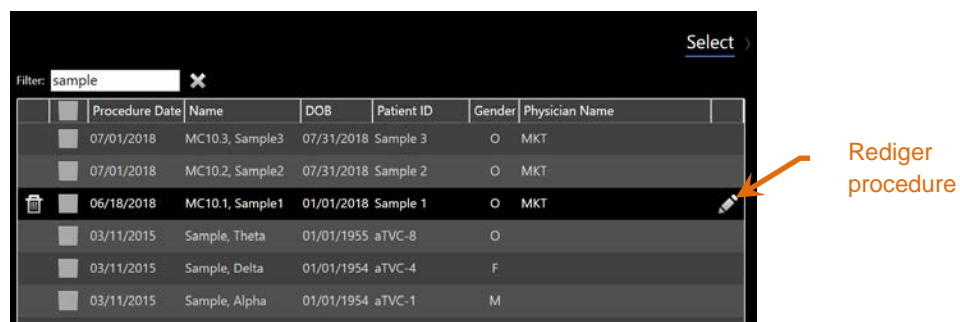 Select
Filter: sample
Procedure Date Name DOB Patient ID Gender Physician Name
07/01/2018 MC10.3, Sample3 07/31/2018 Sample 3 O MKT
07/01/2018 MC10.2, Sample2 07/31/2018 Sample 2 O MKT
06/18/2018 MC10.1, Sample1 01/01/2018 Sample 1 O MKT
03/11/2015 Sample, Theta 01/01/1955 aTVC-8 O
03/11/2015 Sample, Delta 01/01/1954 aTVC-4 F
03/11/2015 Sample, Alpha 01/01/1954 aTVC-1 M
Rediger
procedure